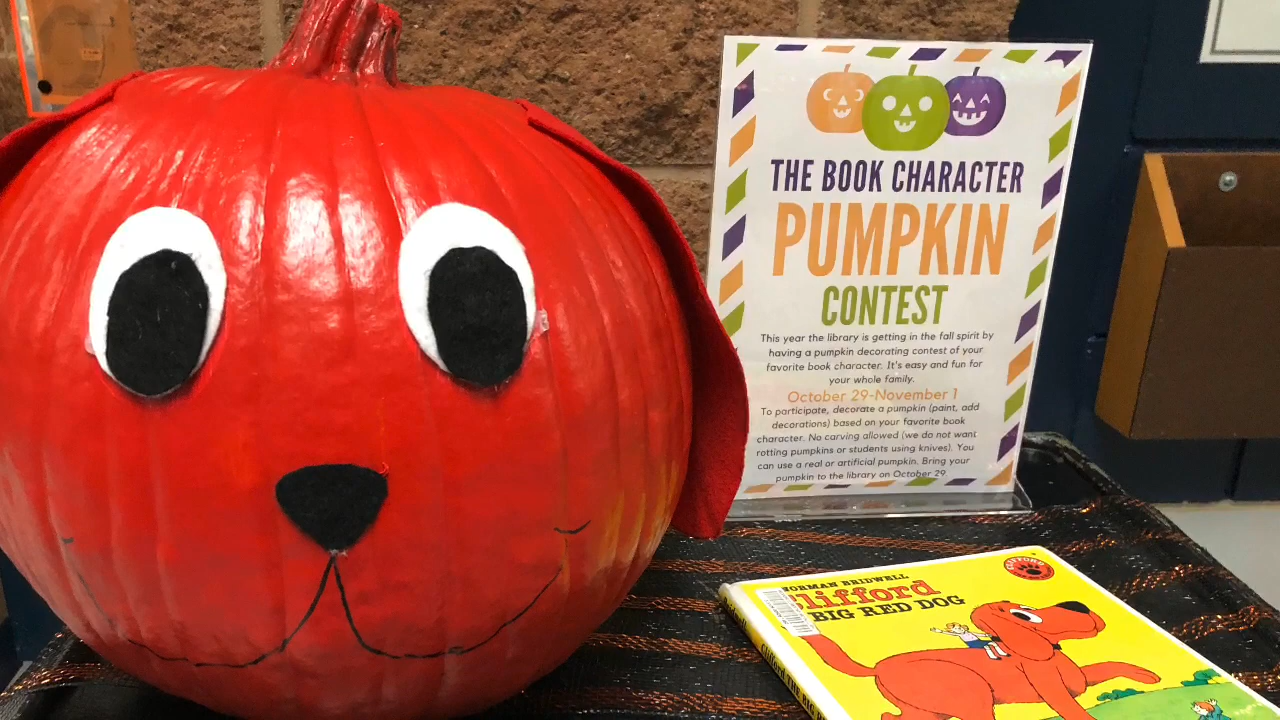 THE BOOK CHARACTER
PUMPKIN
CONTEST
This year the library is getting in the fall spirit by
having a pumpkin decorating contest of your
favorite book character. It's easy and fun for
your whole family.
October 29-November 1
To participate, decorate a pumpkin (paint, add
decorations) based on your favorite book
character. No carving allowed (we do not want
rotting pumpkins or students using knives). You
can use a real or artificial pumpkin. Bring your
pumpkin to the library on October 29.
NORMAN BRIDWELL
Clifford
BIG RED DOG
CLIFFORD
Clifford THE BIG RED